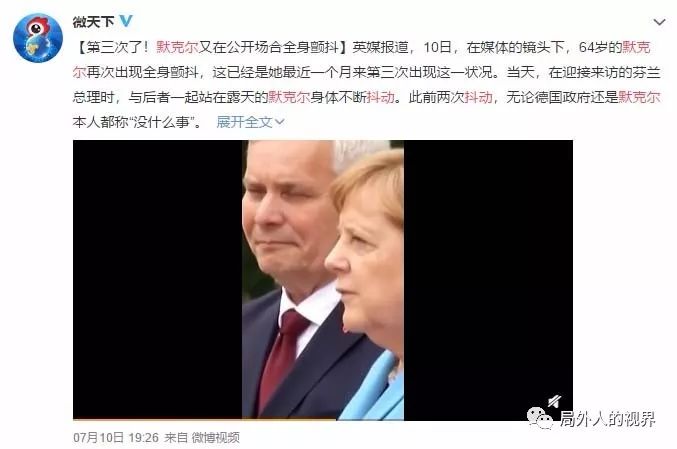 微天下
【第三次了！默克尔又在公开场合全身颤抖】英媒报道，10日，在媒体的镜头下，64岁的默克
尔再次出现全身颤抖，这已经是她最近一个月来第三次出现这一状况。当天，在迎接来访的芬兰
总理时，与后者一起站在露天的默克尔身体不断抖动。此前两次抖动，无论德国政府还是默克尔
本人都称“没什么事”。 展开全文
局外人的视界
07月10日 19:26 来自 微博视频